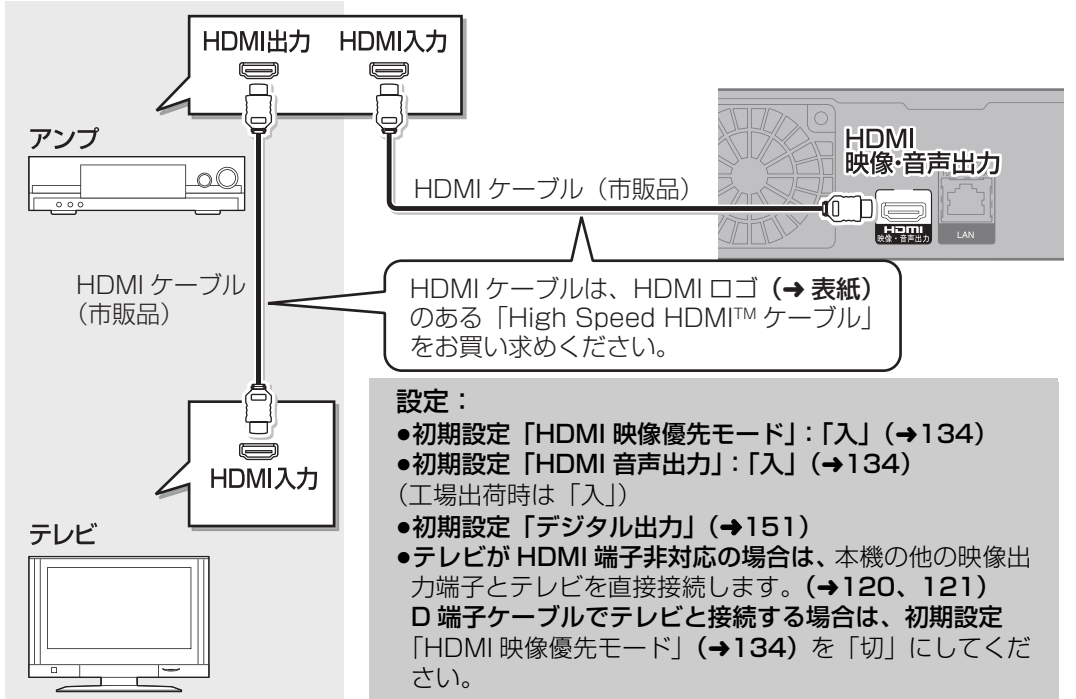 HDMI出力 HDMI入力
アンプ
HDMI
映像・音声出力
HDMI ケーブル（市販品）
HDMI
映像・音声出力
LAN
HDMI ケーブル
（市販品）
HDMI ケーブルは、HDMI ロゴ（➔ 表紙）
のある「High Speed HDMI™ ケーブル」
をお買い求めください。
HDMI入力
テレビ
設定：
●初期設定「HDMI 映像優先モード」：「入」（➔134）
●初期設定「HDMI 音声出力」：「入」（➔134）
（工場出荷時は「入」）
●初期設定「デジタル出力」（➔151）
●テレビが HDMI 端子非対応の場合は、本機の他の映像出
力端子とテレビを直接接続します。（➔120、121）
D 端子ケーブルでテレビと接続する場合は、初期設定
「HDMI 映像優先モード」（➔134）を「切」にしてくだ
さい。